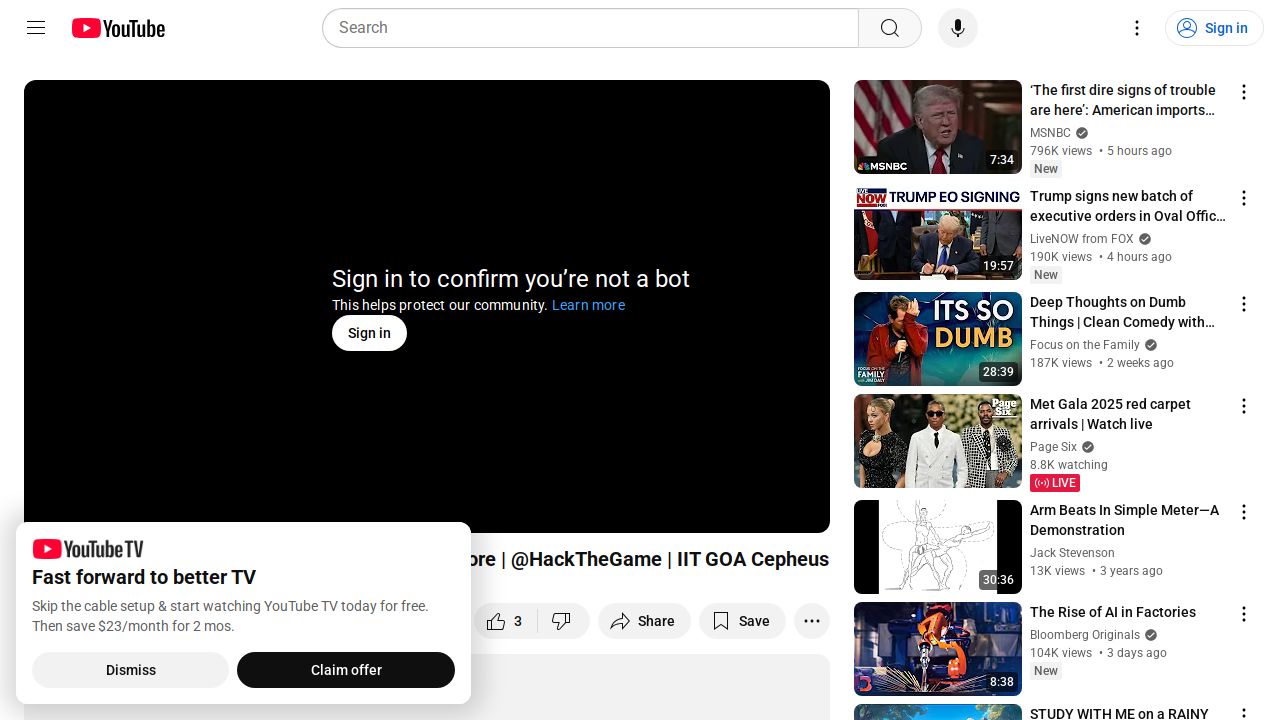 YouTube
Search
Sign in
Sign in to confirm you’re not a bot
This helps protect our community. Learn more
Sign in
YouTubeTV
Fast forward to better TV
Skip the cable setup & start watching YouTube TV today for free.
Then save $23/month for 2 mos.
Dismiss
Claim offer
ore | @HackTheGame | IIT GOA Cepheus
3
Share
Save
7:34
MSNBC
‘The first dire signs of trouble
are here’: American imports…
MSNBC
796K views • 5 hours ago
New
LIVE
NOW
FOX
TRUMP EO SIGNING
19:57
Trump signs new batch of
executive orders in Oval Offic…
LiveNOW from FOX
190K views • 4 hours ago
New
ITS SO
DUMB
FOCUS ON THE
FAMILY
with JIM DALY
28:39
Deep Thoughts on Dumb
Things | Clean Comedy with…
Focus on the Family
187K views • 2 weeks ago
Page
Six
Met Gala 2025 red carpet
arrivals | Watch live
Page Six
8.8K watching
LIVE
30:36
Arm Beats In Simple Meter—A
Demonstration
Jack Stevenson
13K views • 3 years ago
8:38
The Rise of AI in Factories
Bloomberg Originals
104K views • 3 days ago
New
STUDY WITH ME on a RAINY